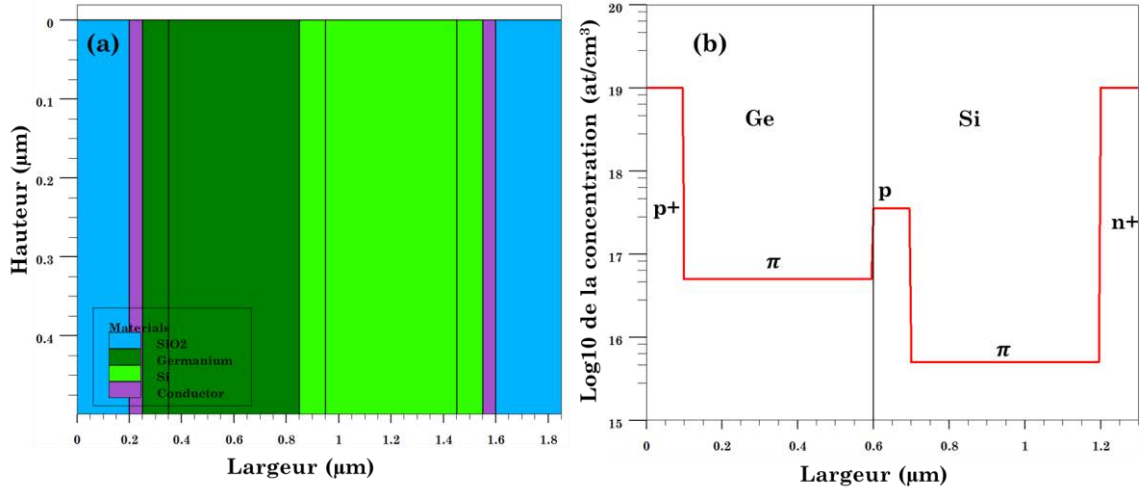 (a)
0
0.1
0.2
0.3
0.4
Hauteur (µm)
Materials
SiO2
Germanium
Si
Conductor
0 0.2 0.4 0.6 0.8 1 1.2 1.4 1.6 1.8
Largeur (µm)
(b)
20
19
18
17
16
15
Log10 de la concentration (at/cm³)
Ge
Si
p+
π
p
π
n+
0 0.2 0.4 0.6 0.8 1 1.2
Largeur (µm)